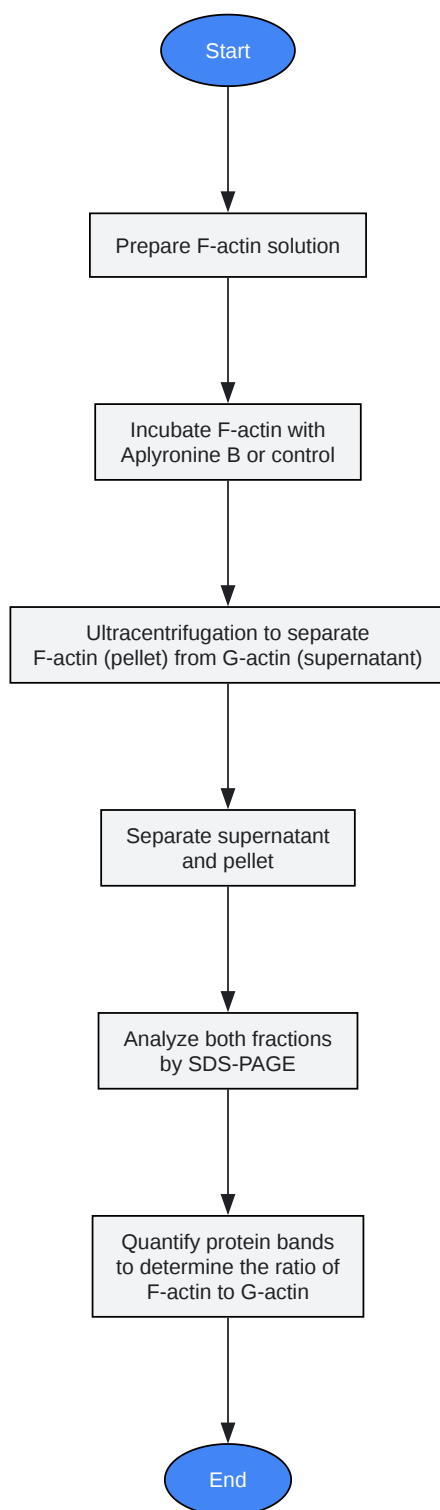 Start
Prepare F-actin solution
Incubate F-actin with
Aplyronine B or control
Ultracentrifugation to separate
F-actin (pellet) from G-actin (supernatant)
Separate supernatant
and pellet
Analyze both fractions
by SDS-PAGE
Quantify protein bands
to determine the ratio of
F-actin to G-actin
End